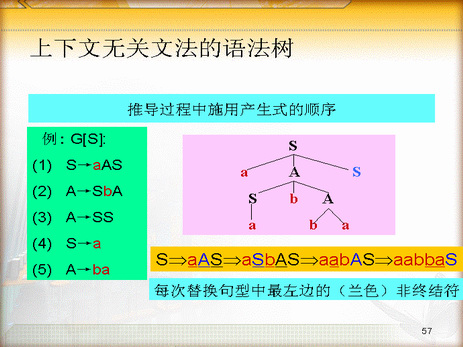 上下文无关文法的语法树
推导过程中施用产生式的顺序
例：G[S]:
(1) S→aAS
(2) A→SbA
(3) A→SS
(4) S→a
(5) A→ba
S
a A S
S b A
a b a
S⇒aAS⇒aSbAS⇒aabAS⇒aabbaS
每次替换句型中最左边的（兰色）非终结符
57